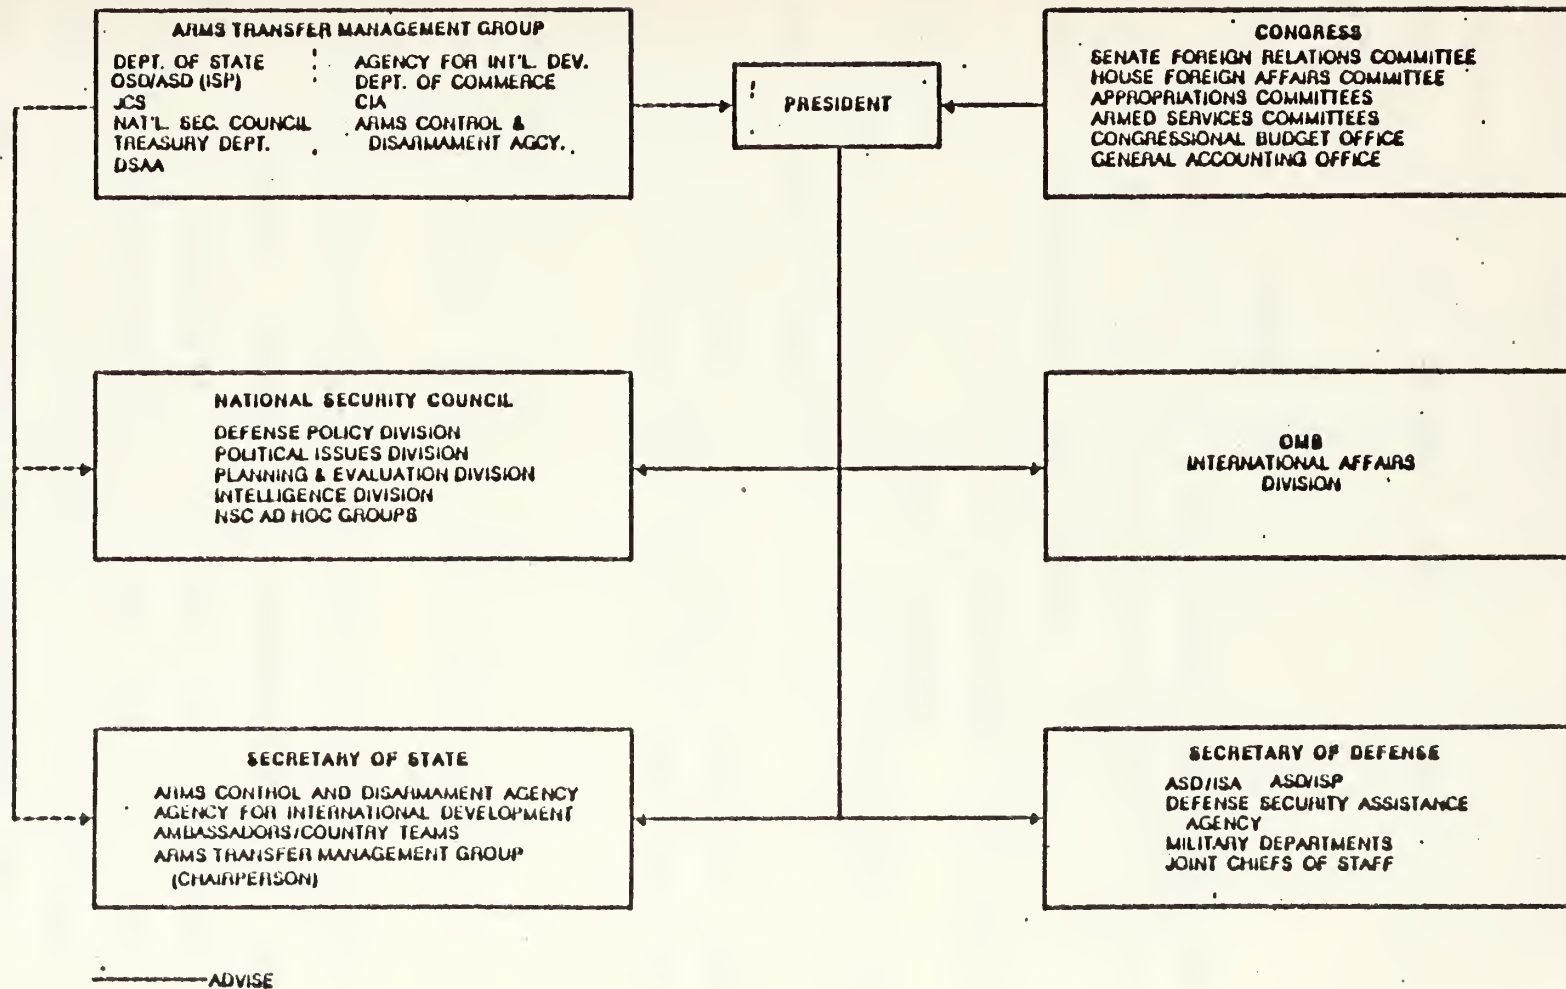 ARMS TRANSFER MANAGEMENT GROUP
DEPT. OF STATE
OSD/ASD (ISP)
JCS
NAT'L. SEC. COUNCIL
TREASURY DEPT.
DSAA
AGENCY FOR INT'L. DEV.
DEPT. OF COMMERCE
CIA
ARMS CONTROL &
DISARMAMENT AGCY.
PRESIDENT
CONGRESS
SENATE FOREIGN RELATIONS COMMITTEE
HOUSE FOREIGN AFFAIRS COMMITTEE
APPROPRIATIONS COMMITTEES
ARMED SERVICES COMMITTEES
CONGRESSIONAL BUDGET OFFICE
GENERAL ACCOUNTING OFFICE
NATIONAL SECURITY COUNCIL
DEFENSE POLICY DIVISION
POLITICAL ISSUES DIVISION
PLANNING & EVALUATION DIVISION
INTELLIGENCE DIVISION
NSC AD HOC GROUPS
OMB
INTERNATIONAL AFFAIRS
DIVISION
SECRETARY OF STATE
ARMS CONTROL AND DISARMAMENT AGENCY
AGENCY FOR INTERNATIONAL DEVELOPMENT
AMBASSADORS/COUNTRY TEAMS
ARMS TRANSFER MANAGEMENT GROUP
(CHAIRPERSON)
SECRETARY OF DEFENSE
ASD/ISA ASD/ISP
DEFENSE SECURITY ASSISTANCE
AGENCY
MILITARY DEPARTMENTS
JOINT CHIEFS OF STAFF
ADVISE